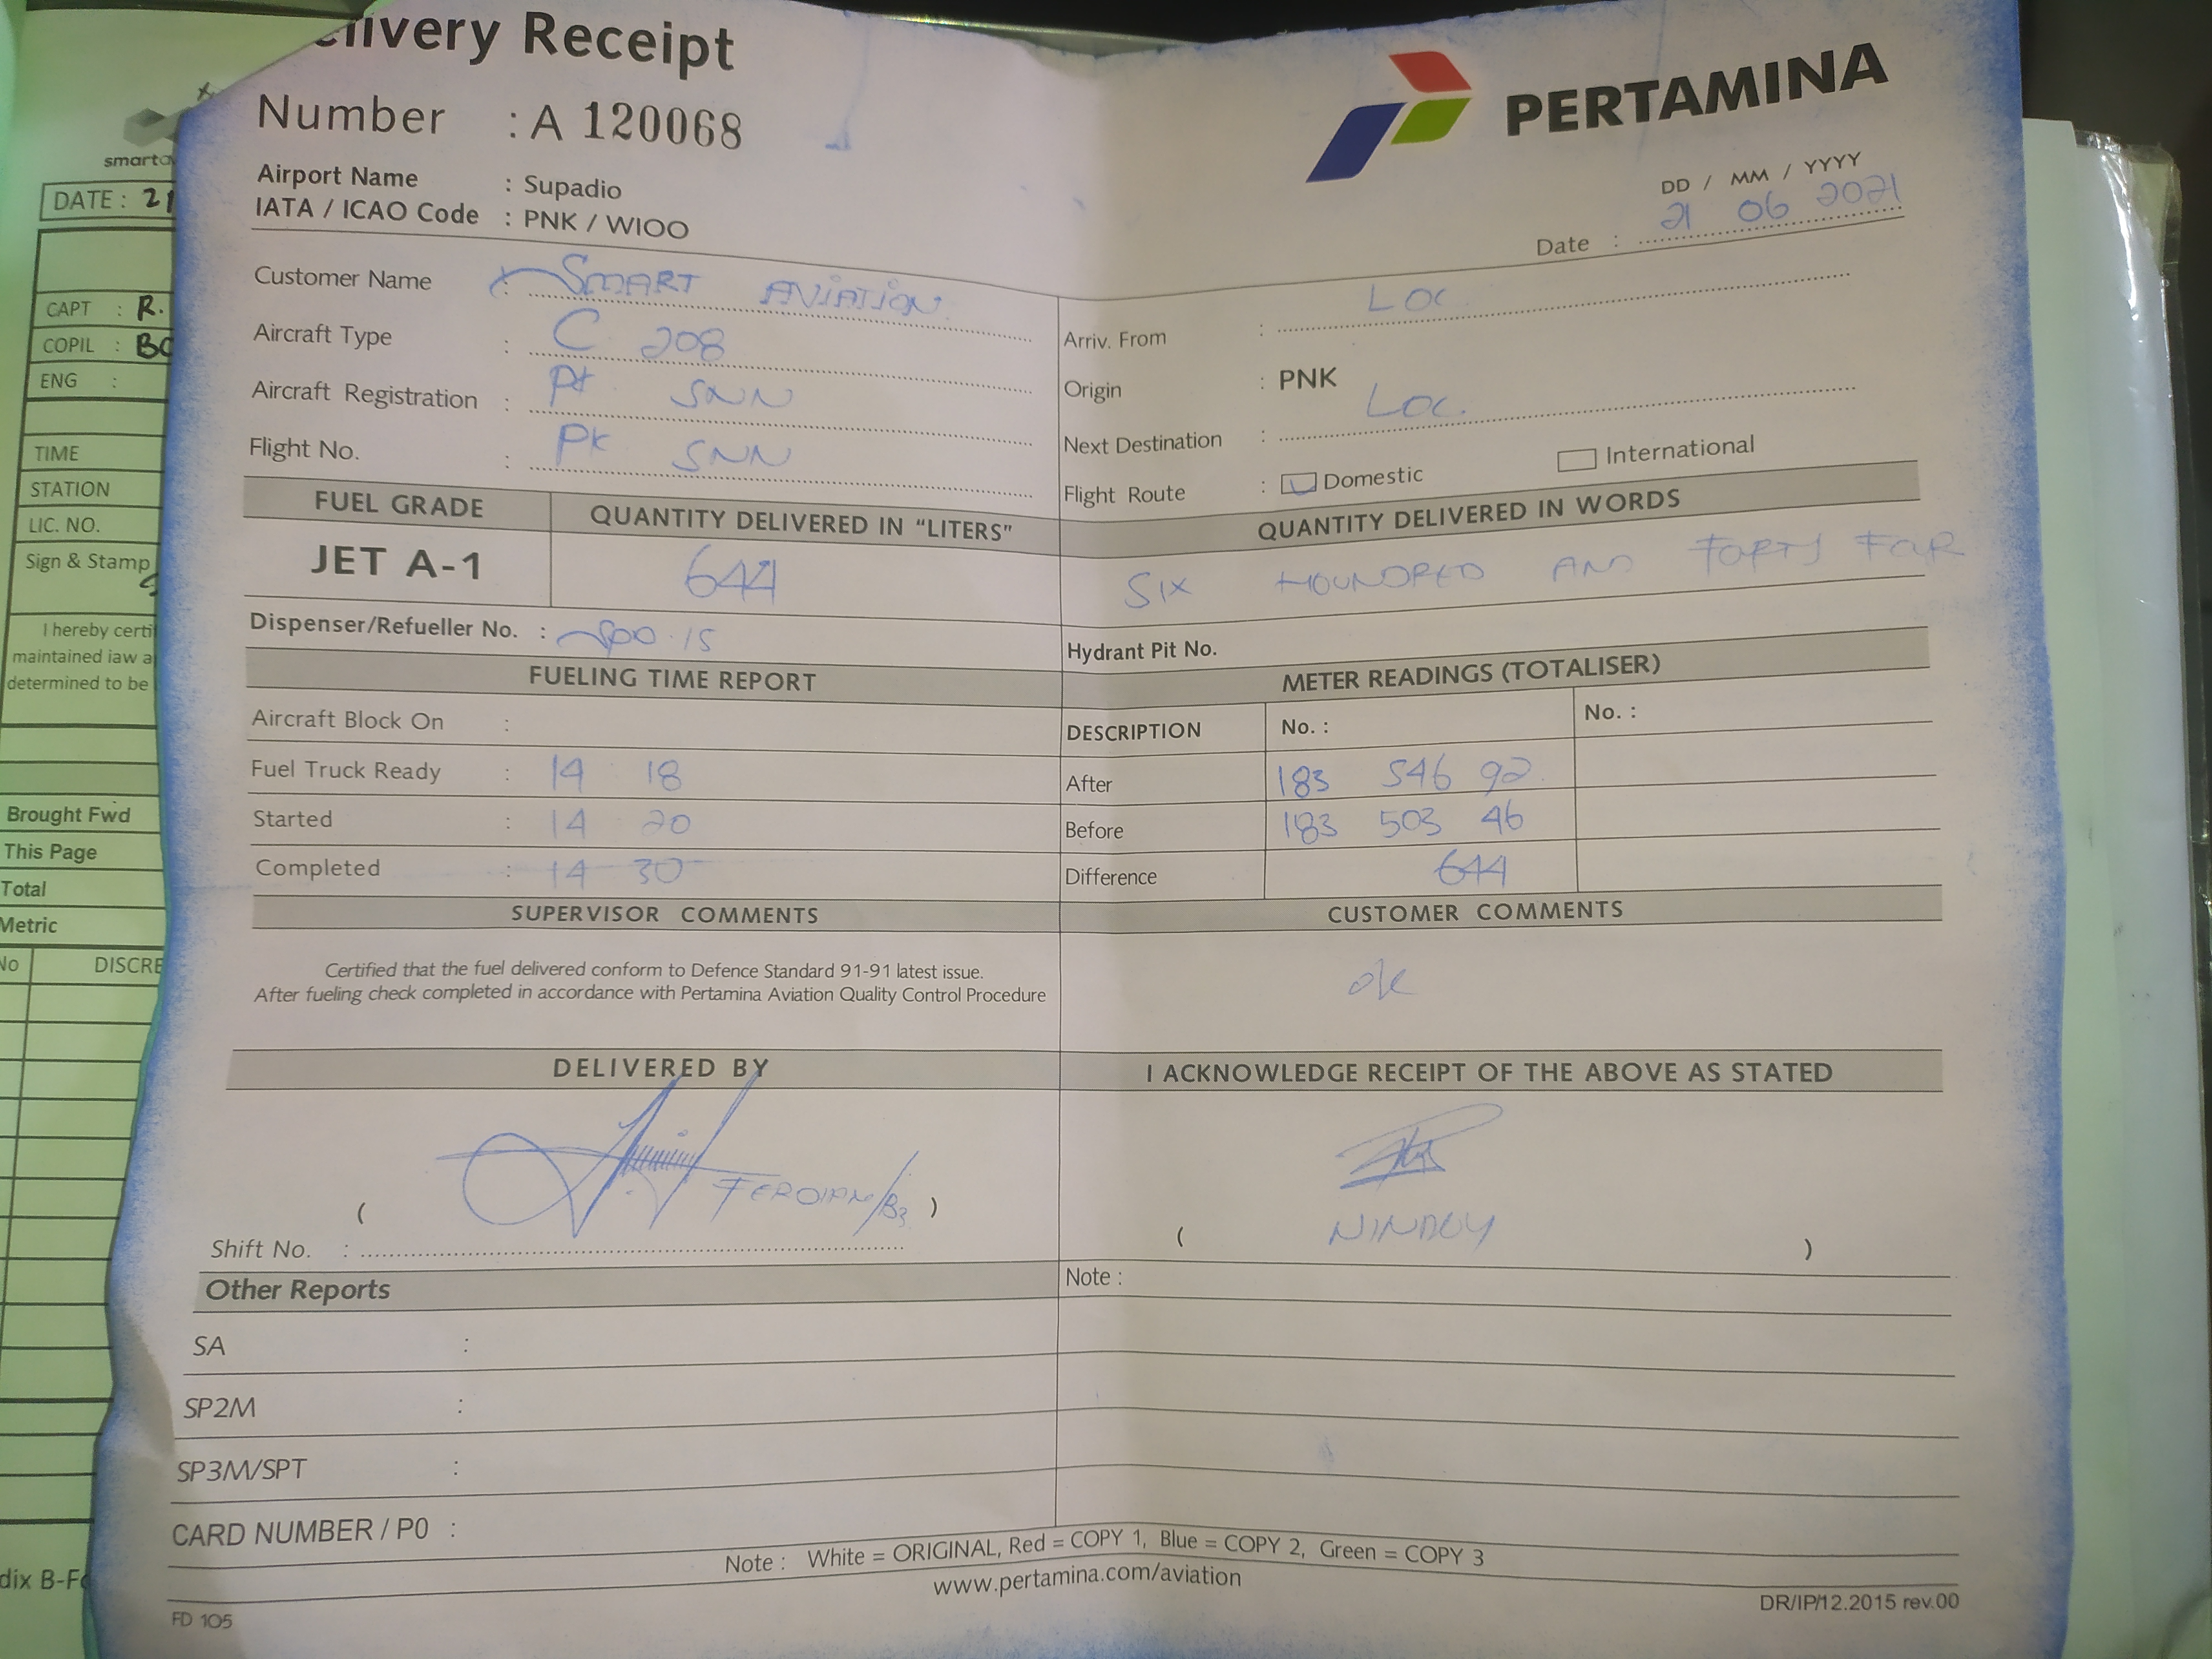 elivery Receipt
PERTAMINA
Number : A 120068
Airport Name : Supadio
IATA / ICAO Code : PNK / WIOO
DD / MM / YYYY
Date : 21 06 2021
Customer Name : SMART AVIATION
Aircraft Type : C 208
Aircraft Registration : Pt SNN
Flight No. : PK SNN
Arriv. From : LOC
Origin : PNK
Next Destination : LOC.
Flight Route : Domestic International
FUEL GRADE QUANTITY DELIVERED IN "LITERS" QUANTITY DELIVERED IN WORDS
JET A-1 644 SIX HOUNDRED AND FORTY FOUR
Dispenser/Refueller No. : 15
Hydrant Pit No.
FUELING TIME REPORT
Aircraft Block On :
Fuel Truck Ready : 14 18
Started : 14 20
Completed : 14 30
METER READINGS (TOTALISER)
DESCRIPTION No. : No. :
After 183 546 92
Before 183 503 46
Difference 644
SUPERVISOR COMMENTS
Certified that the fuel delivered conform to Defence Standard 91-91 latest issue.
After fueling check completed in accordance with Pertamina Aviation Quality Control Procedure
CUSTOMER COMMENTS
ok
DELIVERED BY
( FERDIAN/B3 )
Shift No. :
I ACKNOWLEDGE RECEIPT OF THE ABOVE AS STATED
( )
Other Reports
Note :
SA :
SP2M :
SP3M/SPT :
CARD NUMBER / P0 :
Note : White = ORIGINAL, Red = COPY 1, Blue = COPY 2, Green = COPY 3
www.pertamina.com/aviation
FD 105
DR/IP/12.2015 rev.00
smarta
DATE : 21
CAPT : R.
COPIL : BO
ENG :
TIME
STATION
LIC. NO.
Sign & Stamp
I hereby certi
maintained iaw a
determined to be
Brought Fwd
This Page
Total
Metric
No DISCRE
dix B-Fo